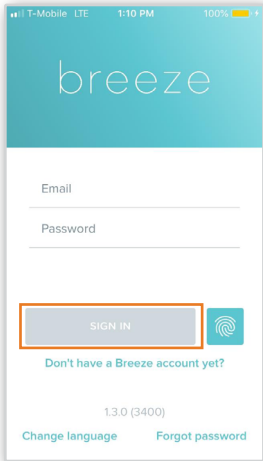 T-Mobile LTE 1:10 PM 100%
breeze
Email
Password
SIGN IN
Don't have a Breeze account yet?
1.3.0 (3400)
Change language Forgot password